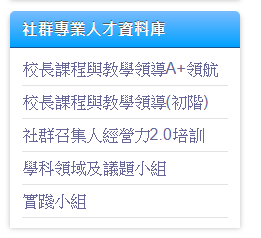 社群專業人才資料庫
校長課程與教學領導A+領航
校長課程與教學領導(初階)
社群召集人經營力2.0培訓
學科領域及議題小組
實踐小組